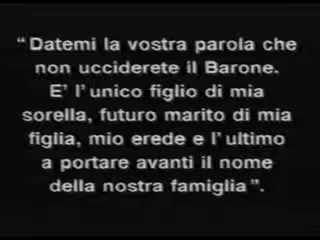 “Datemi la vostra parola che
non ucciderete il Barone.
E' l'unico figlio di mia
sorella, futuro marito di mia
figlia, mio erede e l'ultimo
a portare avanti il nome
della nostra famiglia”.